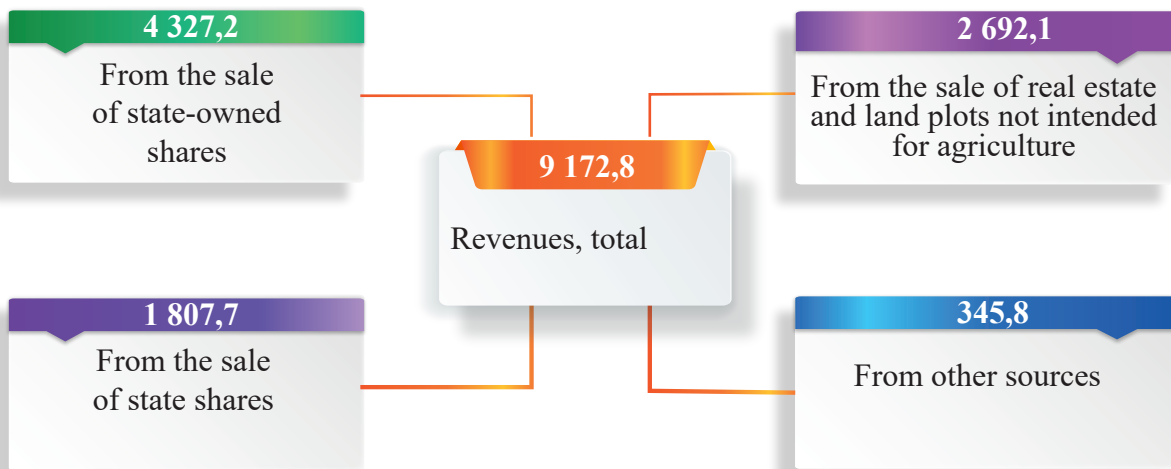 4 327,2
From the sale
of state-owned
shares
2 692,1
From the sale of real estate
and land plots not intended
for agriculture
9 172,8
Revenues, total
1 807,7
From the sale
of state shares
345,8
From other sources